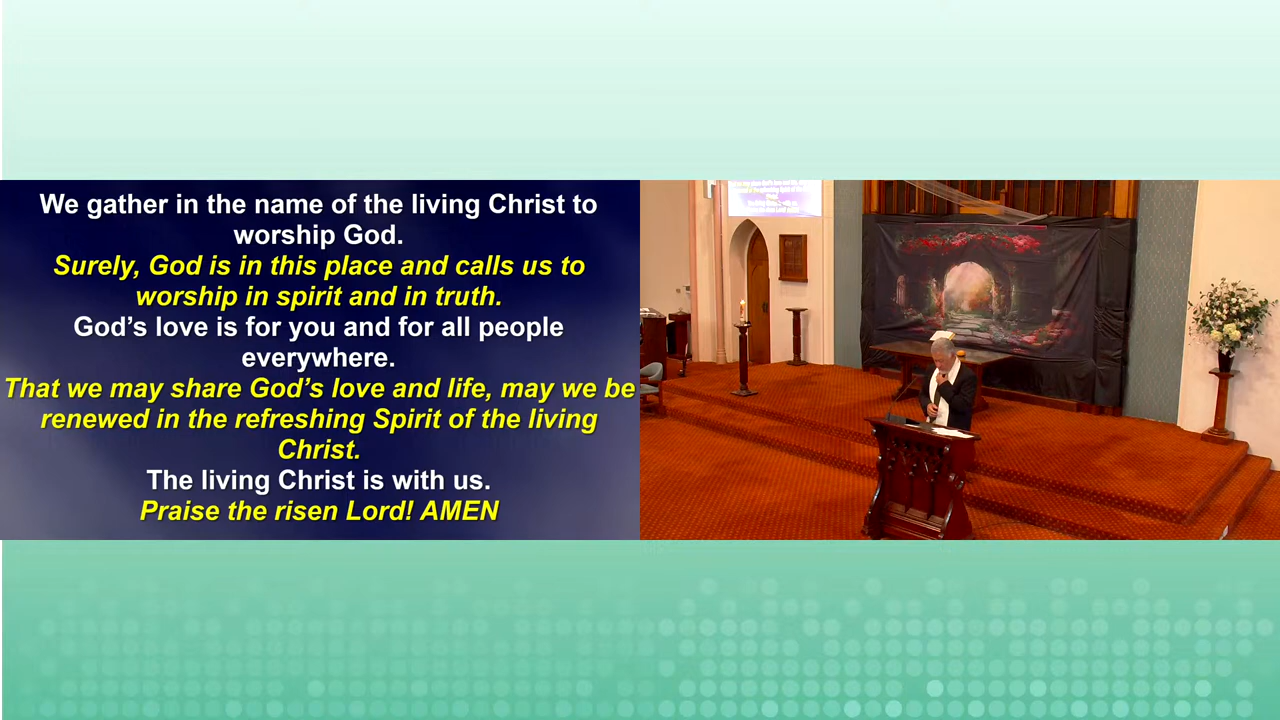 We gather in the name of the living Christ to
worship God.
Surely, God is in this place and calls us to
worship in spirit and in truth.
God’s love is for you and for all people
everywhere.
That we may share God’s love and life, may we be
renewed in the refreshing Spirit of the living
Christ.
The living Christ is with us.
Praise the risen Lord! AMEN